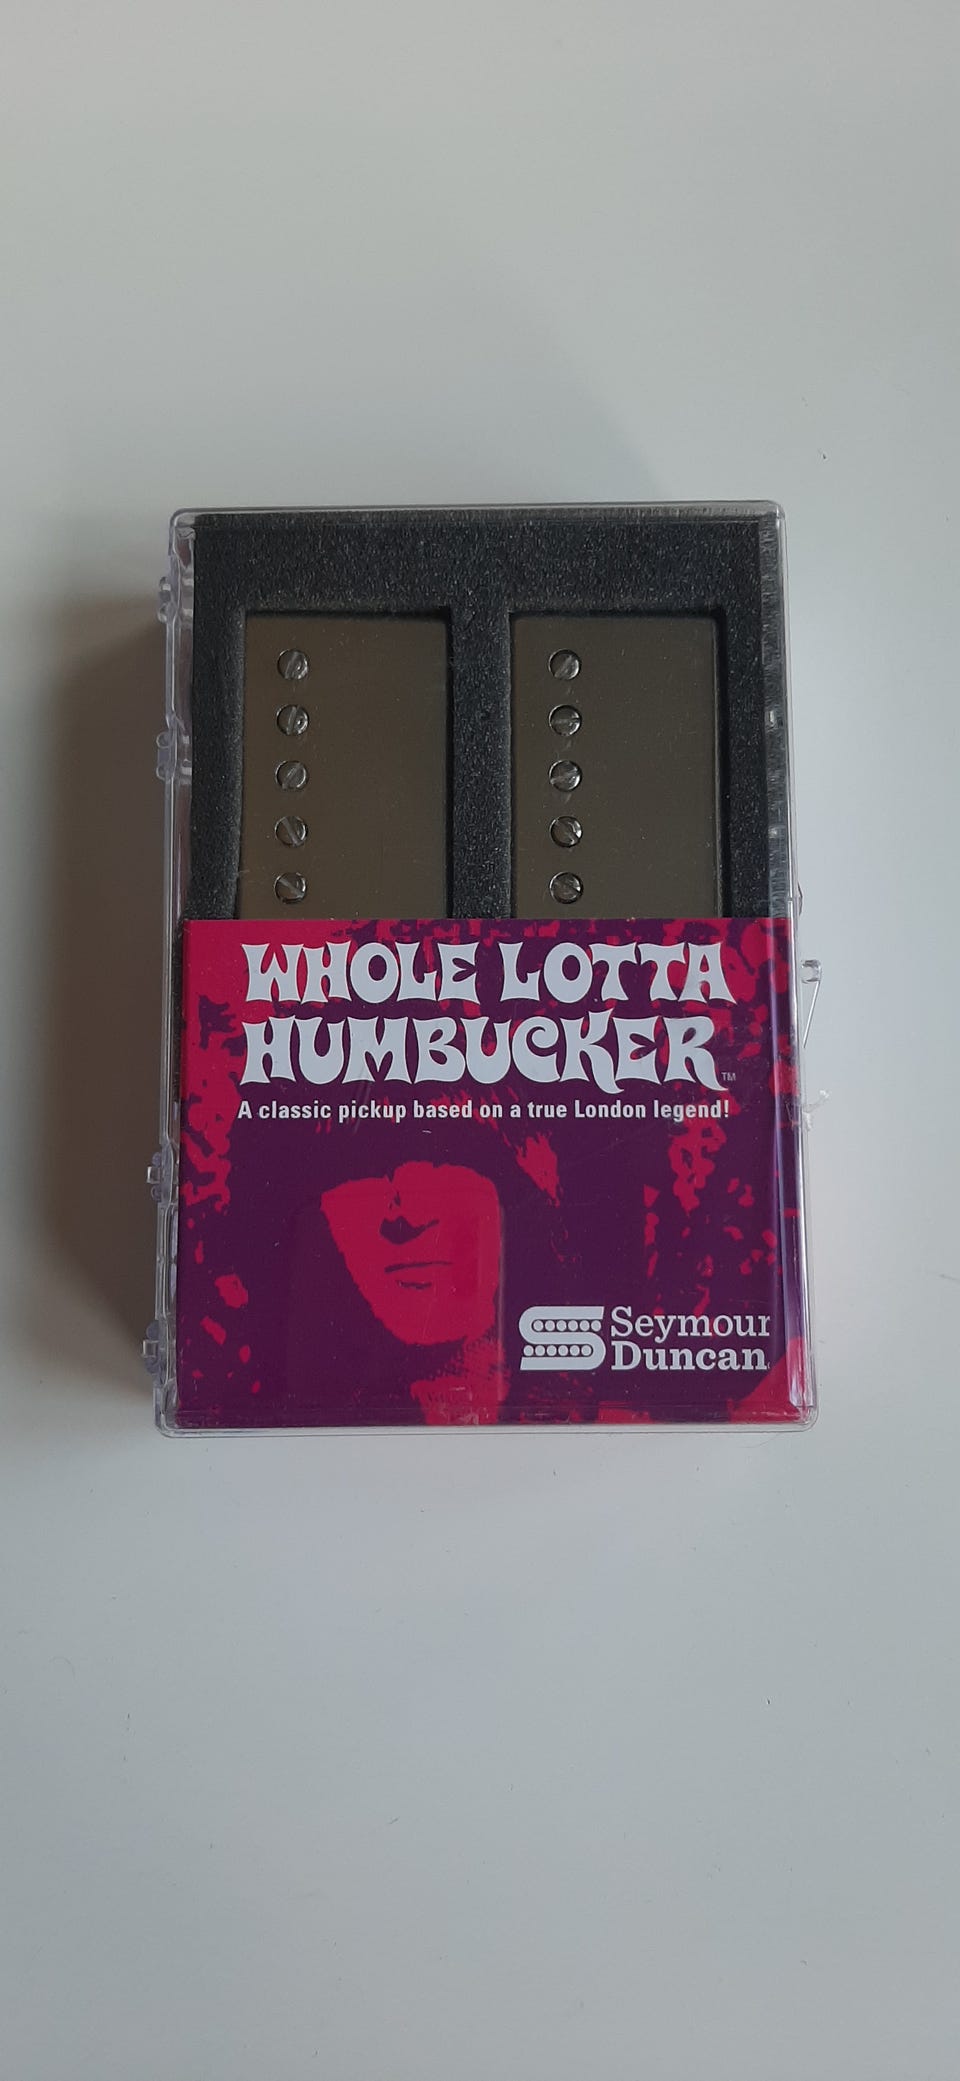 WHOLE LOTTA
HUMBUCKER™
A classic pickup based on a true London legend!
Seymour
Duncan